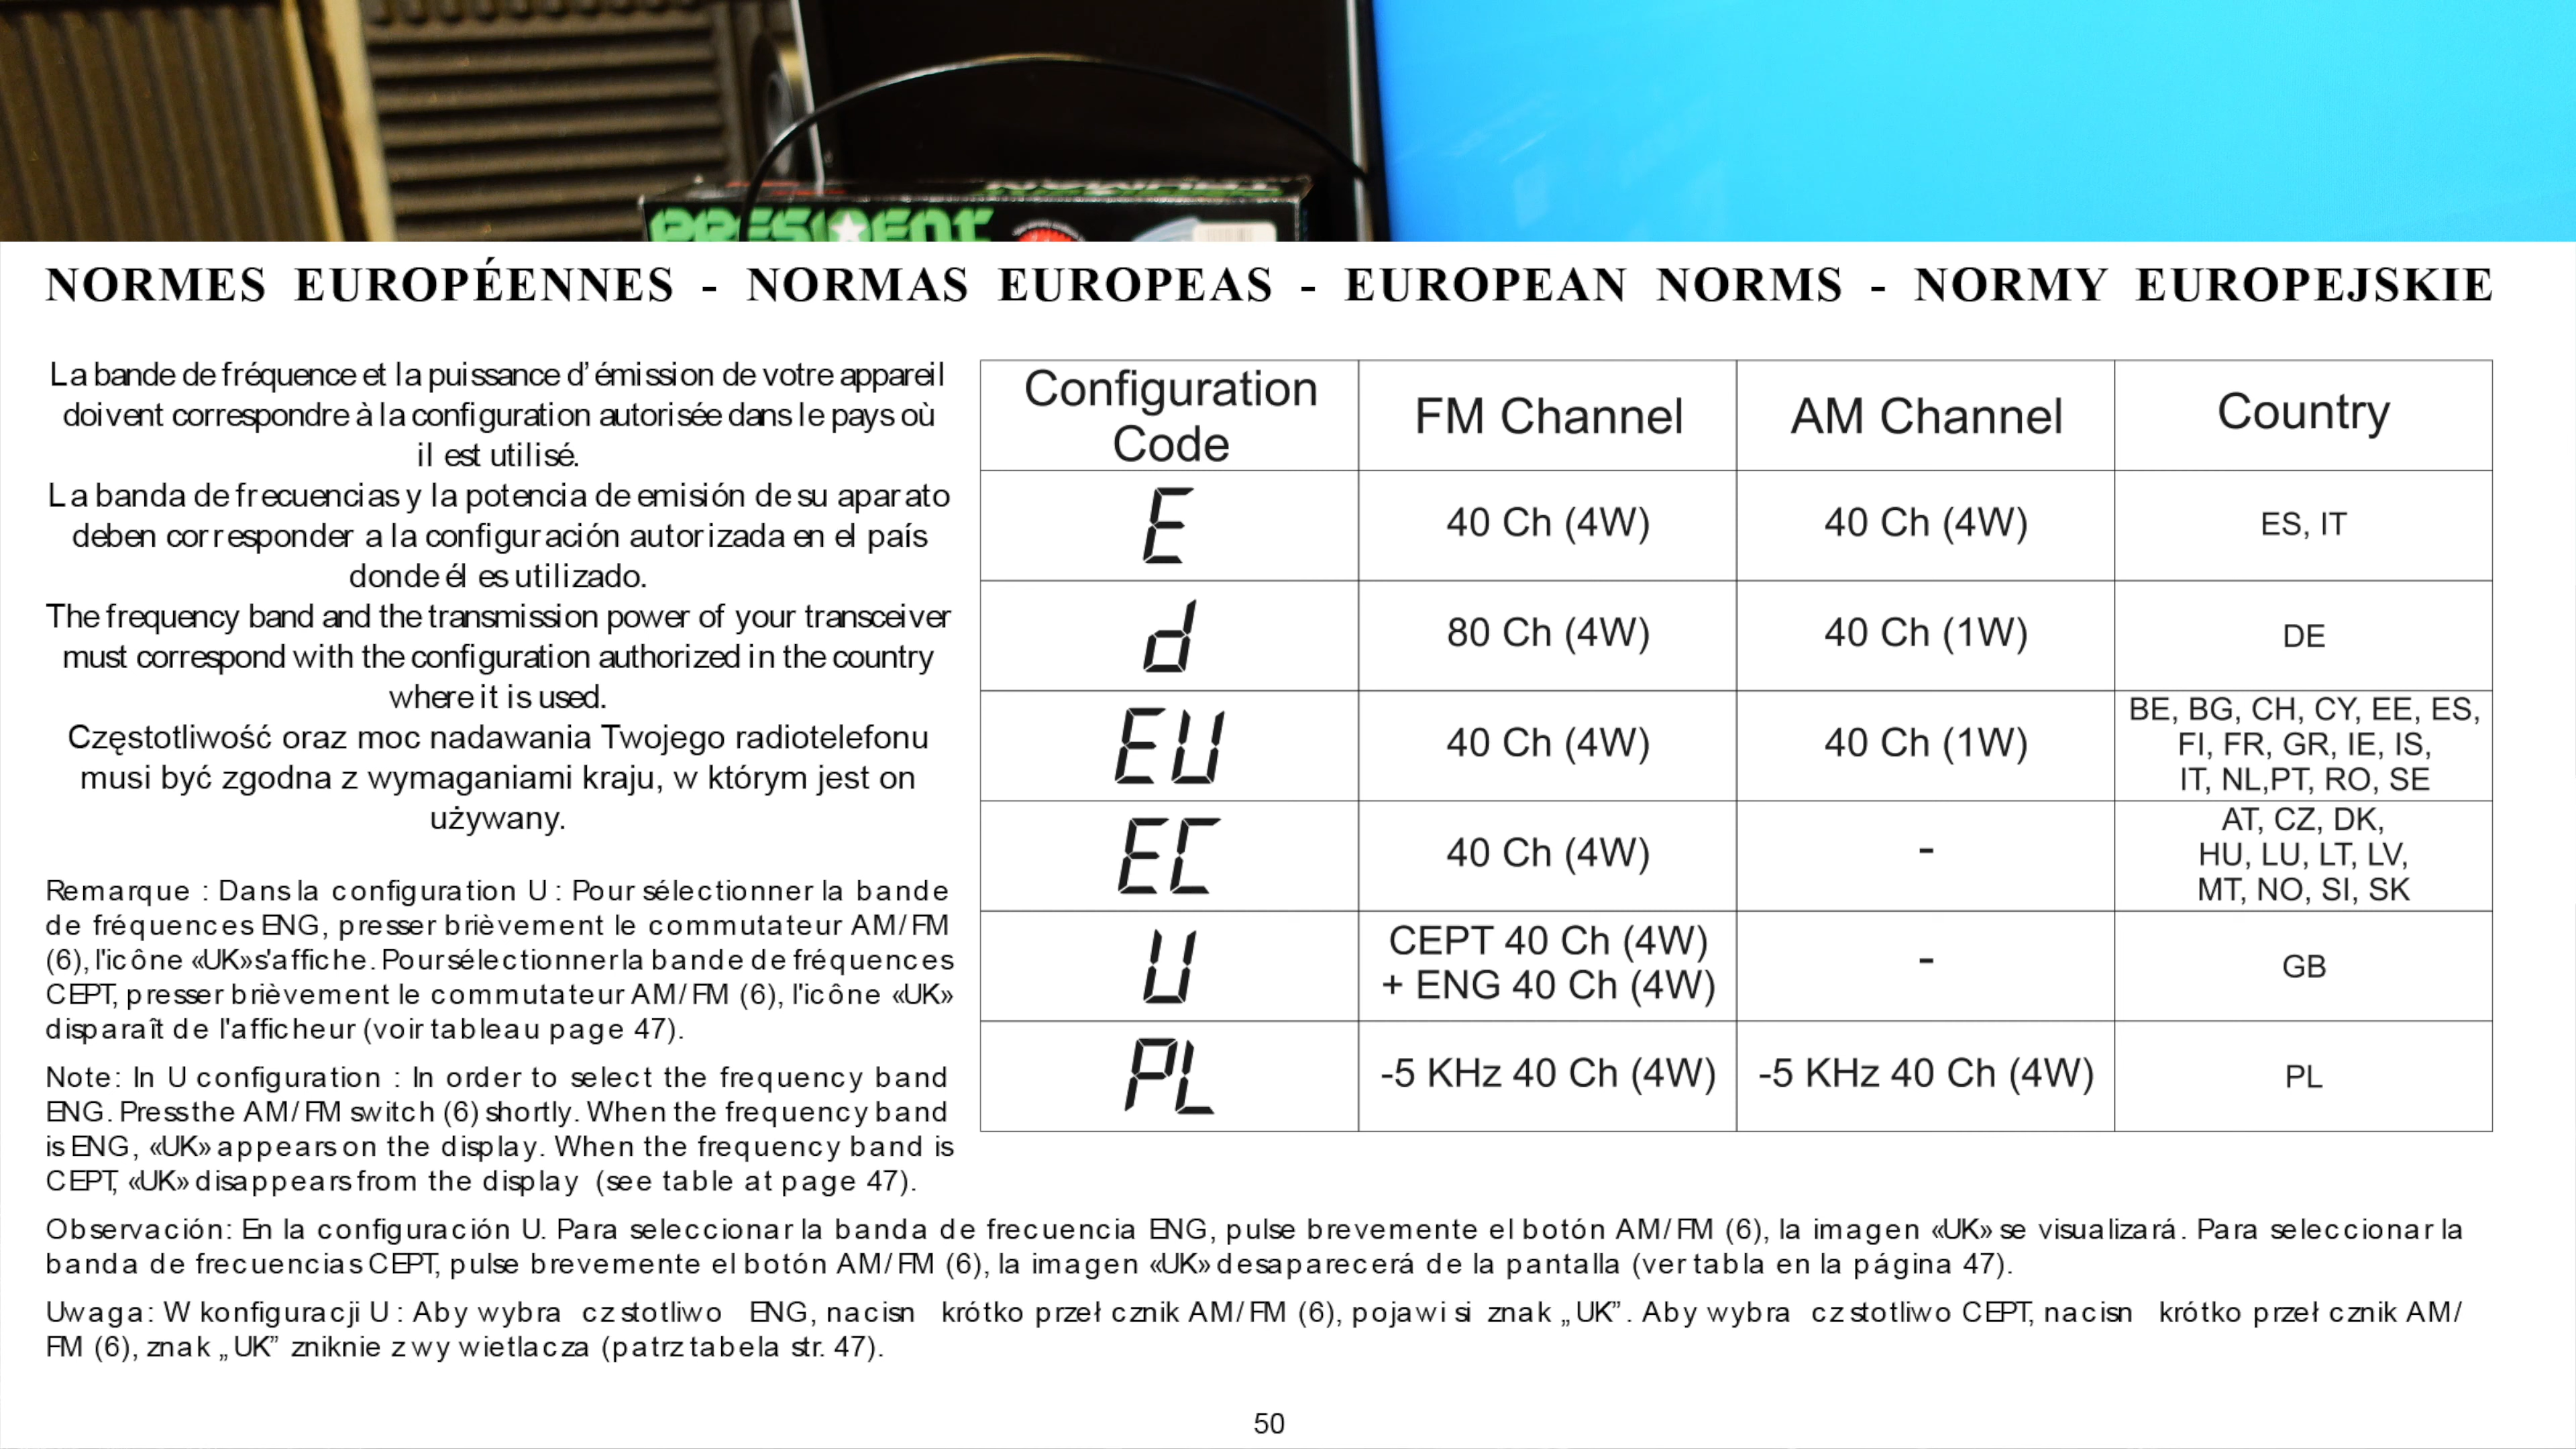 PRESIDENT
NORMES EUROPÉENNES - NORMAS EUROPEAS - EUROPEAN NORMS - NORMY EUROPEJSKIE
La bande de fréquence et la puissance d’émission de votre appareil
doivent correspondre à la configuration autorisée dans le pays où
il est utilisé.
La banda de frecuencias y la potencia de emisión de su aparato
deben corresponder a la configuración autorizada en el país
donde él es utilizado.
The frequency band and the transmission power of your transceiver
must correspond with the configuration authorized in the country
where it is used.
Częstotliwość oraz moc nadawania Twojego radiotelefonu
musi być zgodna z wymaganiami kraju, w którym jest on
używany.
Remarque : Dans la configuration U : Pour sélectionner la bande
de fréquences ENG, presser brièvement le commutateur AM/FM
(6), l'icône «UK» s'affiche. Pour sélectionner la bande de fréquences
CEPT, presser brièvement le commutateur AM/FM (6), l'icône «UK»
disparaît de l'afficheur (voir tableau page 47).
Note: In U configuration : In order to select the frequency band
ENG. Press the AM/FM switch (6) shortly. When the frequency band
is ENG, «UK» appears on the display. When the frequency band is
CEPT, «UK» disappears from the display (see table at page 47).
Configuration
Code
FM Channel
AM Channel
Country
E
40 Ch (4W)
40 Ch (4W)
ES, IT
d
80 Ch (4W)
40 Ch (1W)
DE
EU
40 Ch (4W)
40 Ch (1W)
BE, BG, CH, CY, EE, ES,
FI, FR, GR, IE, IS,
IT, NL,PT, RO, SE
EC
40 Ch (4W)
-
AT, CZ, DK,
HU, LU, LT, LV,
MT, NO, SI, SK
U
CEPT 40 Ch (4W)
+ ENG 40 Ch (4W)
-
GB
PL
-5 KHz 40 Ch (4W)
-5 KHz 40 Ch (4W)
PL
Observación: En la configuración U. Para seleccionar la banda de frecuencia ENG, pulse brevemente el botón AM/FM (6), la imagen «UK» se visualizará. Para seleccionar la
banda de frecuencias CEPT, pulse brevemente el botón AM/FM (6), la imagen «UK» desaparecerá de la pantalla (ver tabla en la página 47).
Uwaga: W konfiguracji U : Aby wybra cz stotliwo ENG, nacisn krótko przeł cznik AM/FM (6), pojawi si znak „UK”. Aby wybra cz stotliwo CEPT, nacisn krótko przeł cznik AM/
FM (6), znak „UK” zniknie z wy wietlacza (patrz tabela str. 47).
50